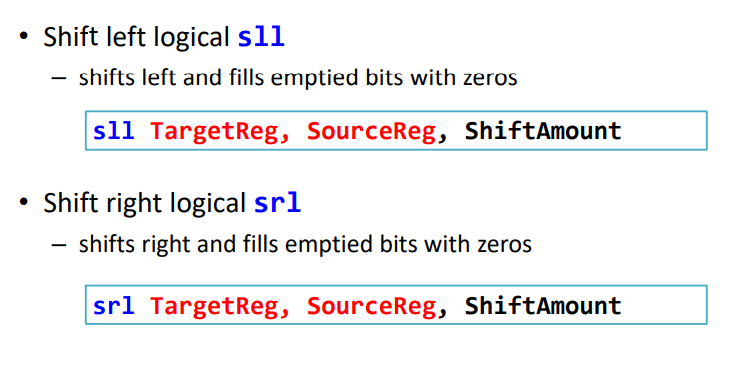 • Shift left logical sll
– shifts left and fills emptied bits with zeros
sll TargetReg, SourceReg, ShiftAmount
• Shift right logical srl
– shifts right and fills emptied bits with zeros
srl TargetReg, SourceReg, ShiftAmount